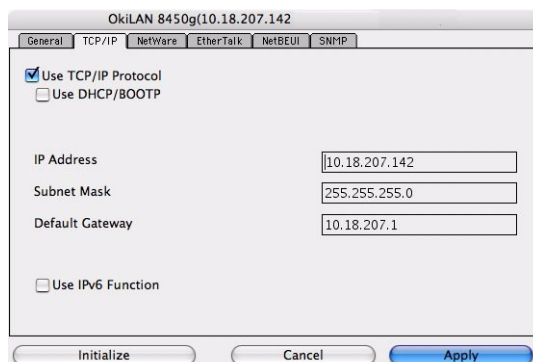 OkiLAN 8450g(10.18.207.142
General TCP/IP NetWare EtherTalk NetBEUI SNMP
Use TCP/IP Protocol
Use DHCP/BOOTP
IP Address 10.18.207.142
Subnet Mask 255.255.255.0
Default Gateway 10.18.207.1
Use IPv6 Function
Initialize Cancel Apply